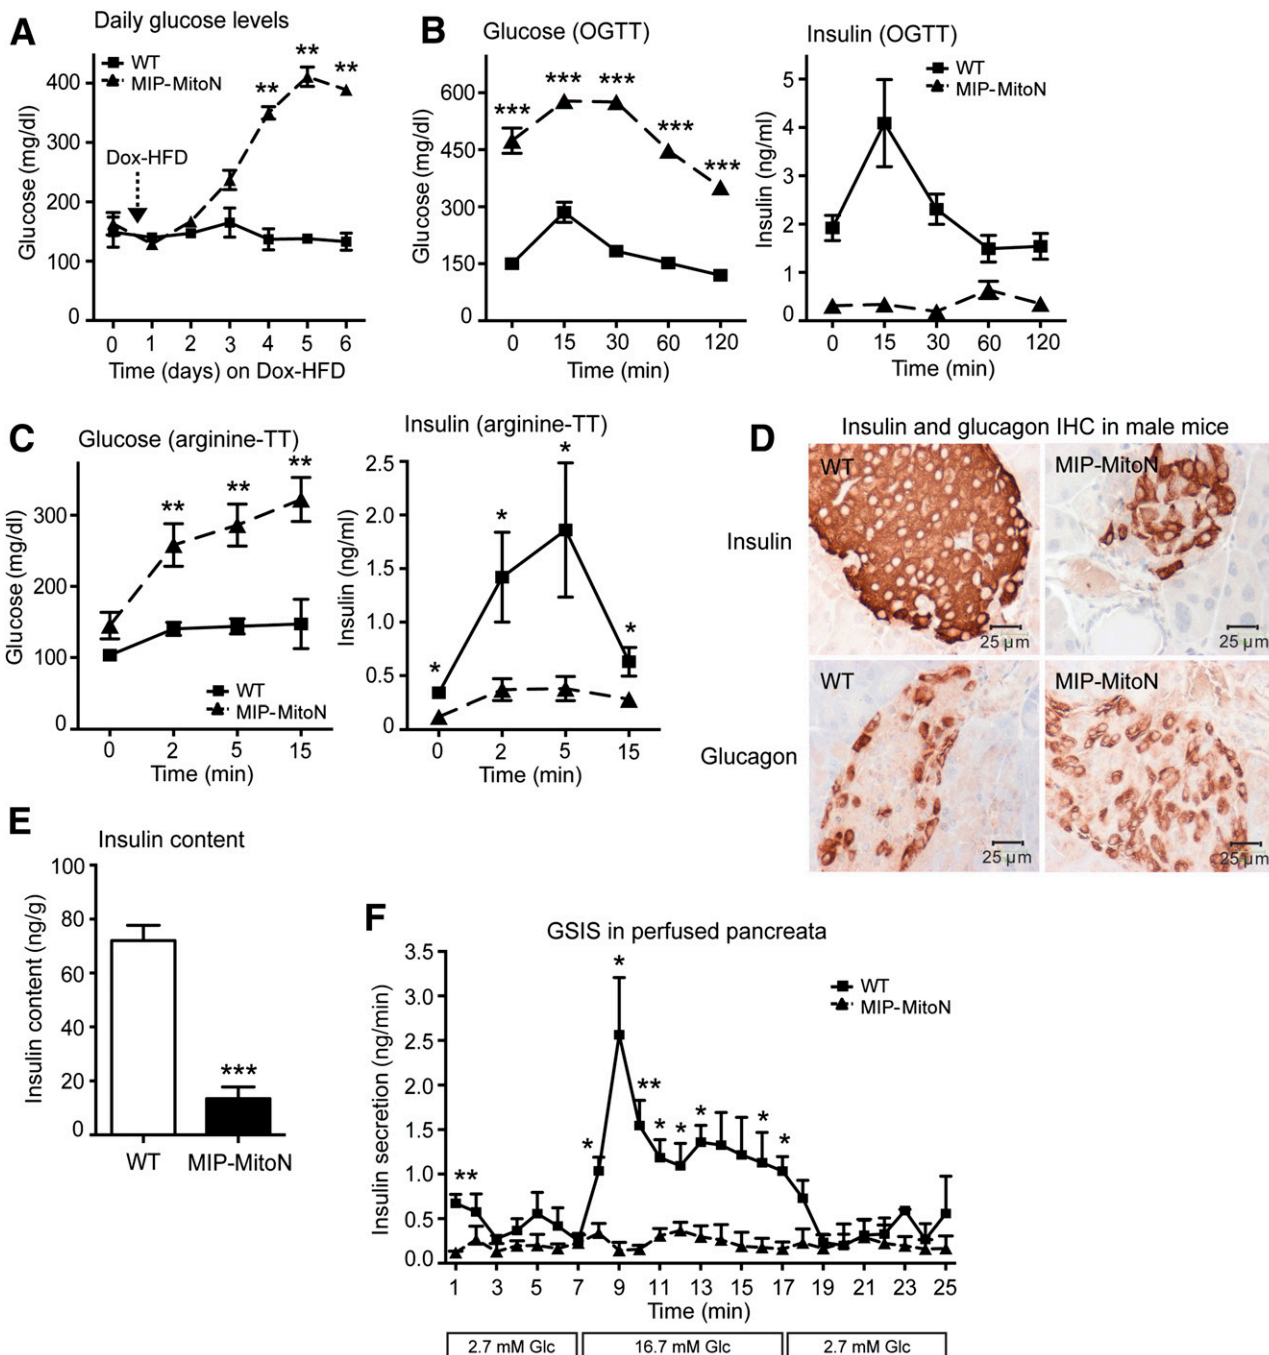 A
Daily glucose levels
WT
MIP-MitoN
**
**
**
**
Dox-HFD
Glucose (mg/dl)
400
300
200
100
0
0 1 2 3 4 5 6
Time (days) on Dox-HFD
B
Glucose (OGTT)
***
***
***
***
***
Glucose (mg/dl)
600
450
300
150
0
0 15 30 60 120
Time (min)
Insulin (OGTT)
WT
MIP-MitoN
Insulin (ng/ml)
5
4
3
2
1
0
0 15 30 60 120
Time (min)
C
Glucose (arginine-TT)
**
**
**
Glucose (mg/dl)
300
200
100
0
WT
MIP-MitoN
0 2 5 15
Time (min)
Insulin (arginine-TT)
*
*
*
*
Insulin (ng/ml)
2.5
2.0
1.5
1.0
0.5
0
0 2 5 15
Time (min)
D
Insulin and glucagon IHC in male mice
WT
MIP-MitoN
Insulin
25 µm
25 µm
WT
MIP-MitoN
Glucagon
25 µm
25 µm
E
Insulin content
Insulin content (ng/g)
100
80
60
40
20
0
***
WT MIP-MitoN
F
GSIS in perfused pancreata
WT
MIP-MitoN
Insulin secretion (ng/min)
3.5
3.0
2.5
2.0
1.5
1.0
0.5
0.0
**
*
*
**
*
*
*
*
*
1 3 5 7 9 11 13 15 17 19 21 23 25
Time (min)
2.7 mM Glc 16.7 mM Glc 2.7 mM Glc